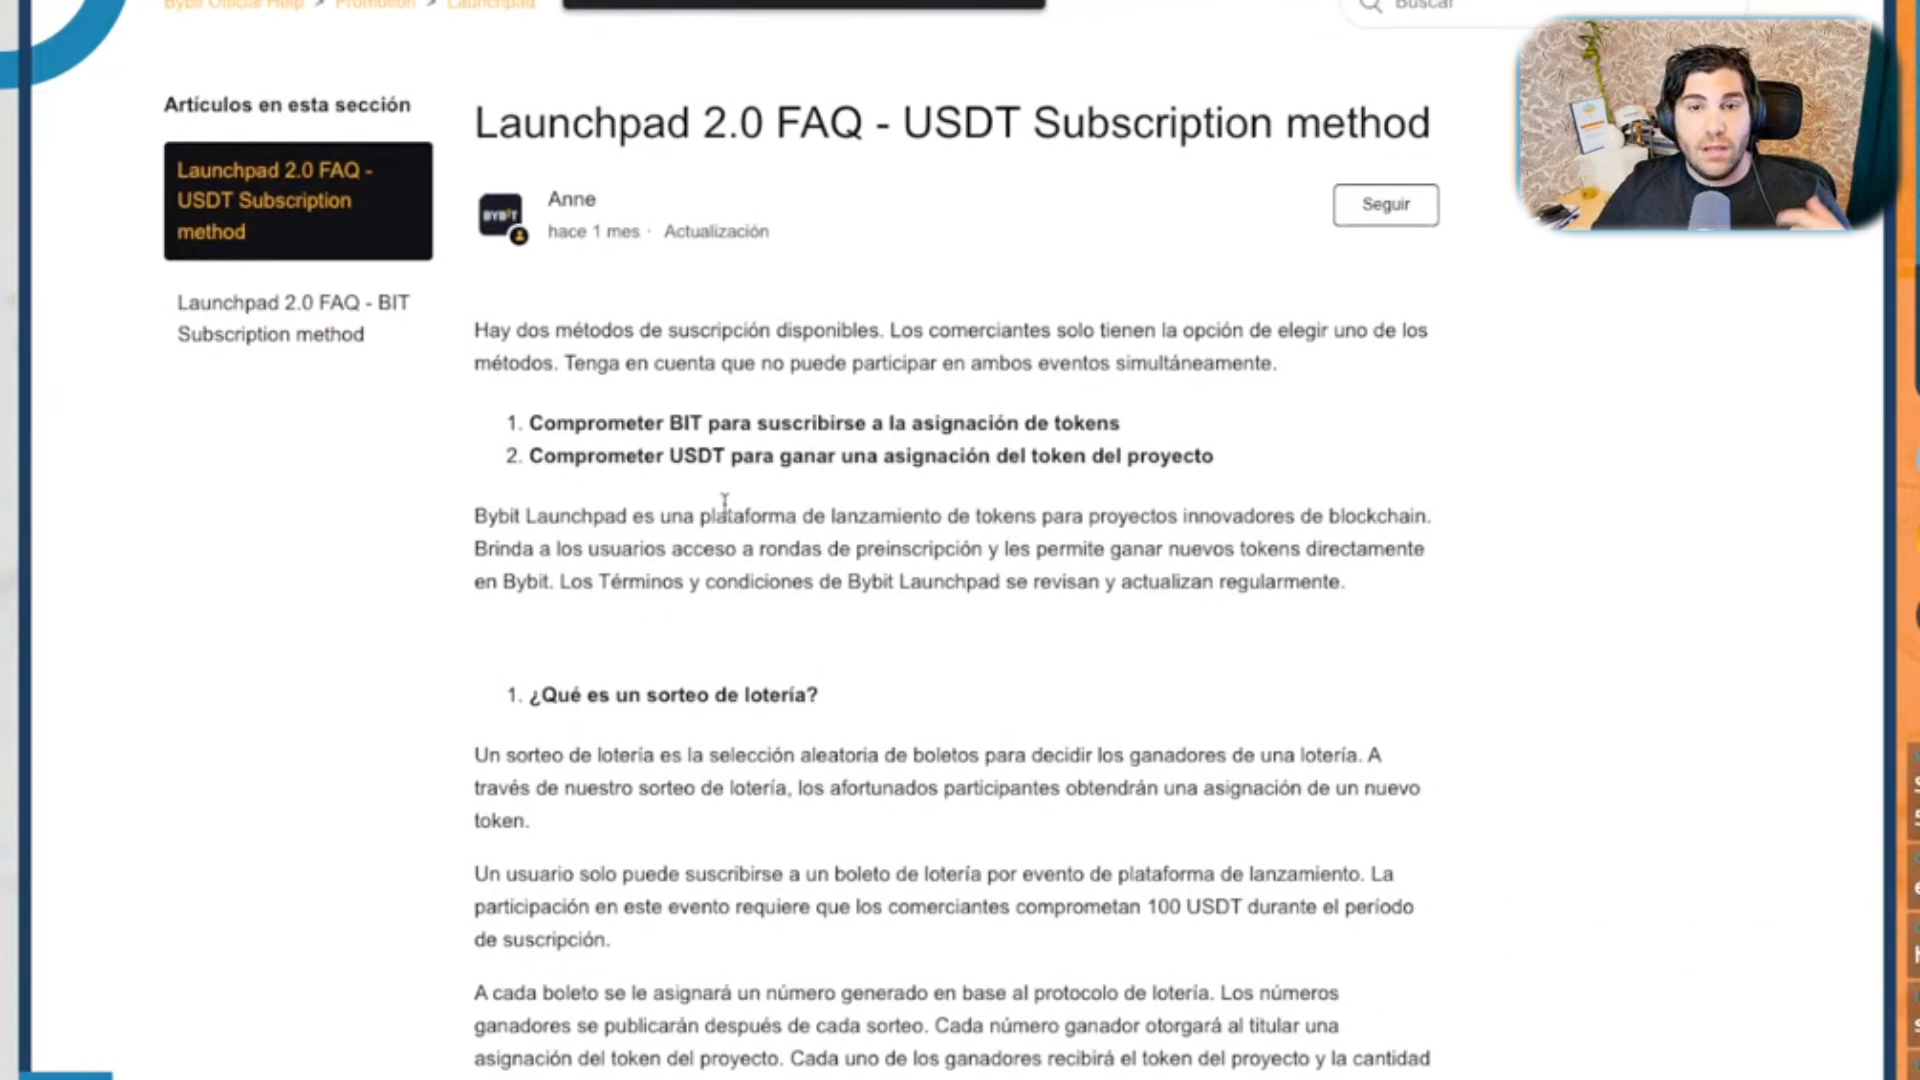 Bybit Official Help > Promotion > Launchpad
Buscar
Artículos en esta sección
Launchpad 2.0 FAQ -
USDT Subscription
method
Launchpad 2.0 FAQ - BIT
Subscription method
Launchpad 2.0 FAQ - USDT Subscription method
BYBIT
Anne
hace 1 mes · Actualización
Seguir
Hay dos métodos de suscripción disponibles. Los comerciantes solo tienen la opción de elegir uno de los
métodos. Tenga en cuenta que no puede participar en ambos eventos simultáneamente.
1. Comprometer BIT para suscribirse a la asignación de tokens
2. Comprometer USDT para ganar una asignación del token del proyecto
Bybit Launchpad es una plataforma de lanzamiento de tokens para proyectos innovadores de blockchain.
Brinda a los usuarios acceso a rondas de preinscripción y les permite ganar nuevos tokens directamente
en Bybit. Los Términos y condiciones de Bybit Launchpad se revisan y actualizan regularmente.
1. ¿Qué es un sorteo de lotería?
Un sorteo de lotería es la selección aleatoria de boletos para decidir los ganadores de una lotería. A
través de nuestro sorteo de lotería, los afortunados participantes obtendrán una asignación de un nuevo
token.
Un usuario solo puede suscribirse a un boleto de lotería por evento de plataforma de lanzamiento. La
participación en este evento requiere que los comerciantes comprometan 100 USDT durante el período
de suscripción.
A cada boleto se le asignará un número generado en base al protocolo de lotería. Los números
ganadores se publicarán después de cada sorteo. Cada número ganador otorgará al titular una
asignación del token del proyecto. Cada uno de los ganadores recibirá el token del proyecto y la cantidad